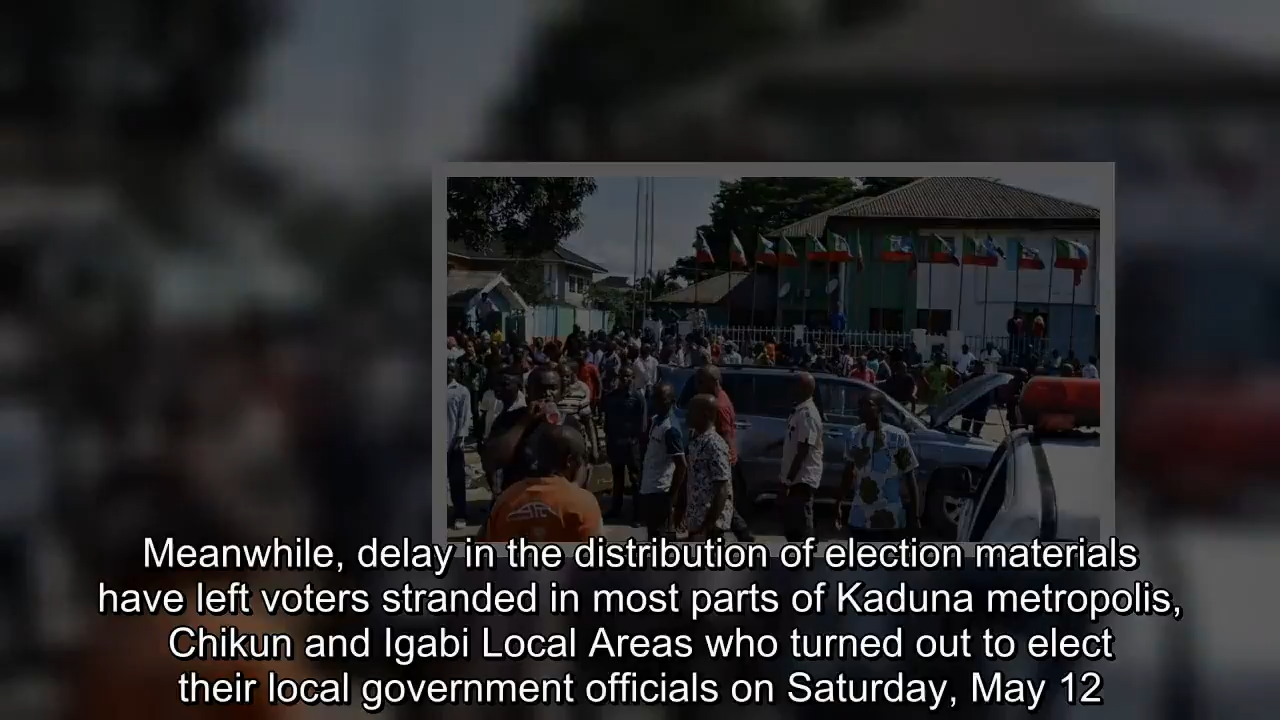 Meanwhile, delay in the distribution of election materials
have left voters stranded in most parts of Kaduna metropolis,
Chikun and Igabi Local Areas who turned out to elect
their local government officials on Saturday, May 12